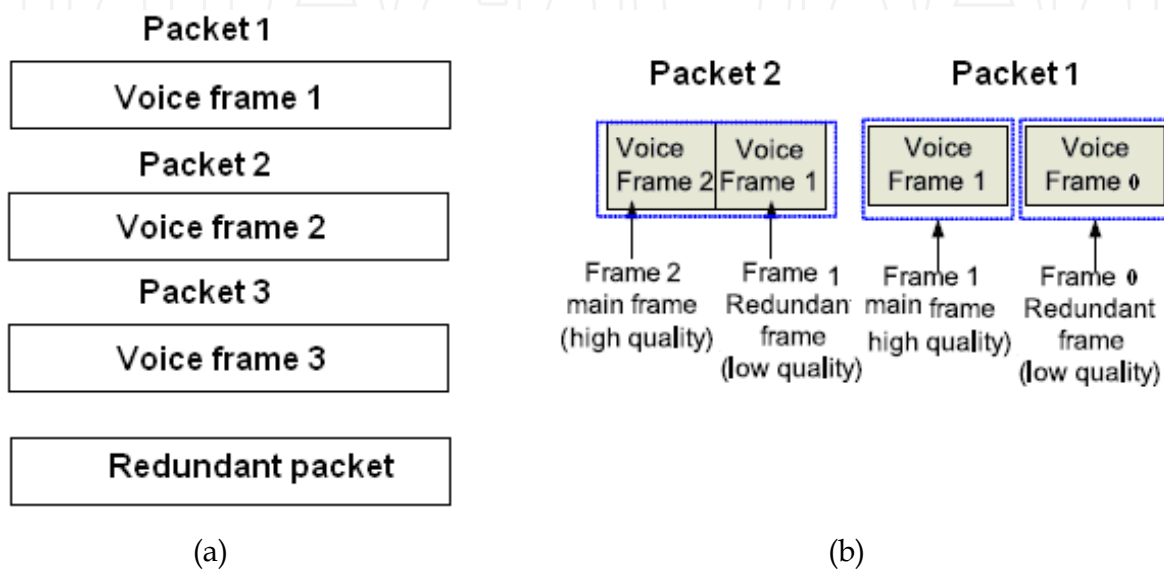 Packet 1
Voice frame 1
Packet 2
Voice frame 2
Packet 3
Voice frame 3
Redundant packet
(a)
Packet 2
Packet 1
Voice
Frame 2
Voice
Frame 1
Voice
Frame 1
Voice
Frame 0
Frame 2
main frame
(high quality)
Frame 1
Redundant
frame
(low quality)
Frame 1
main frame
high quality)
Frame 0
Redundant
frame
(low quality)
(b)